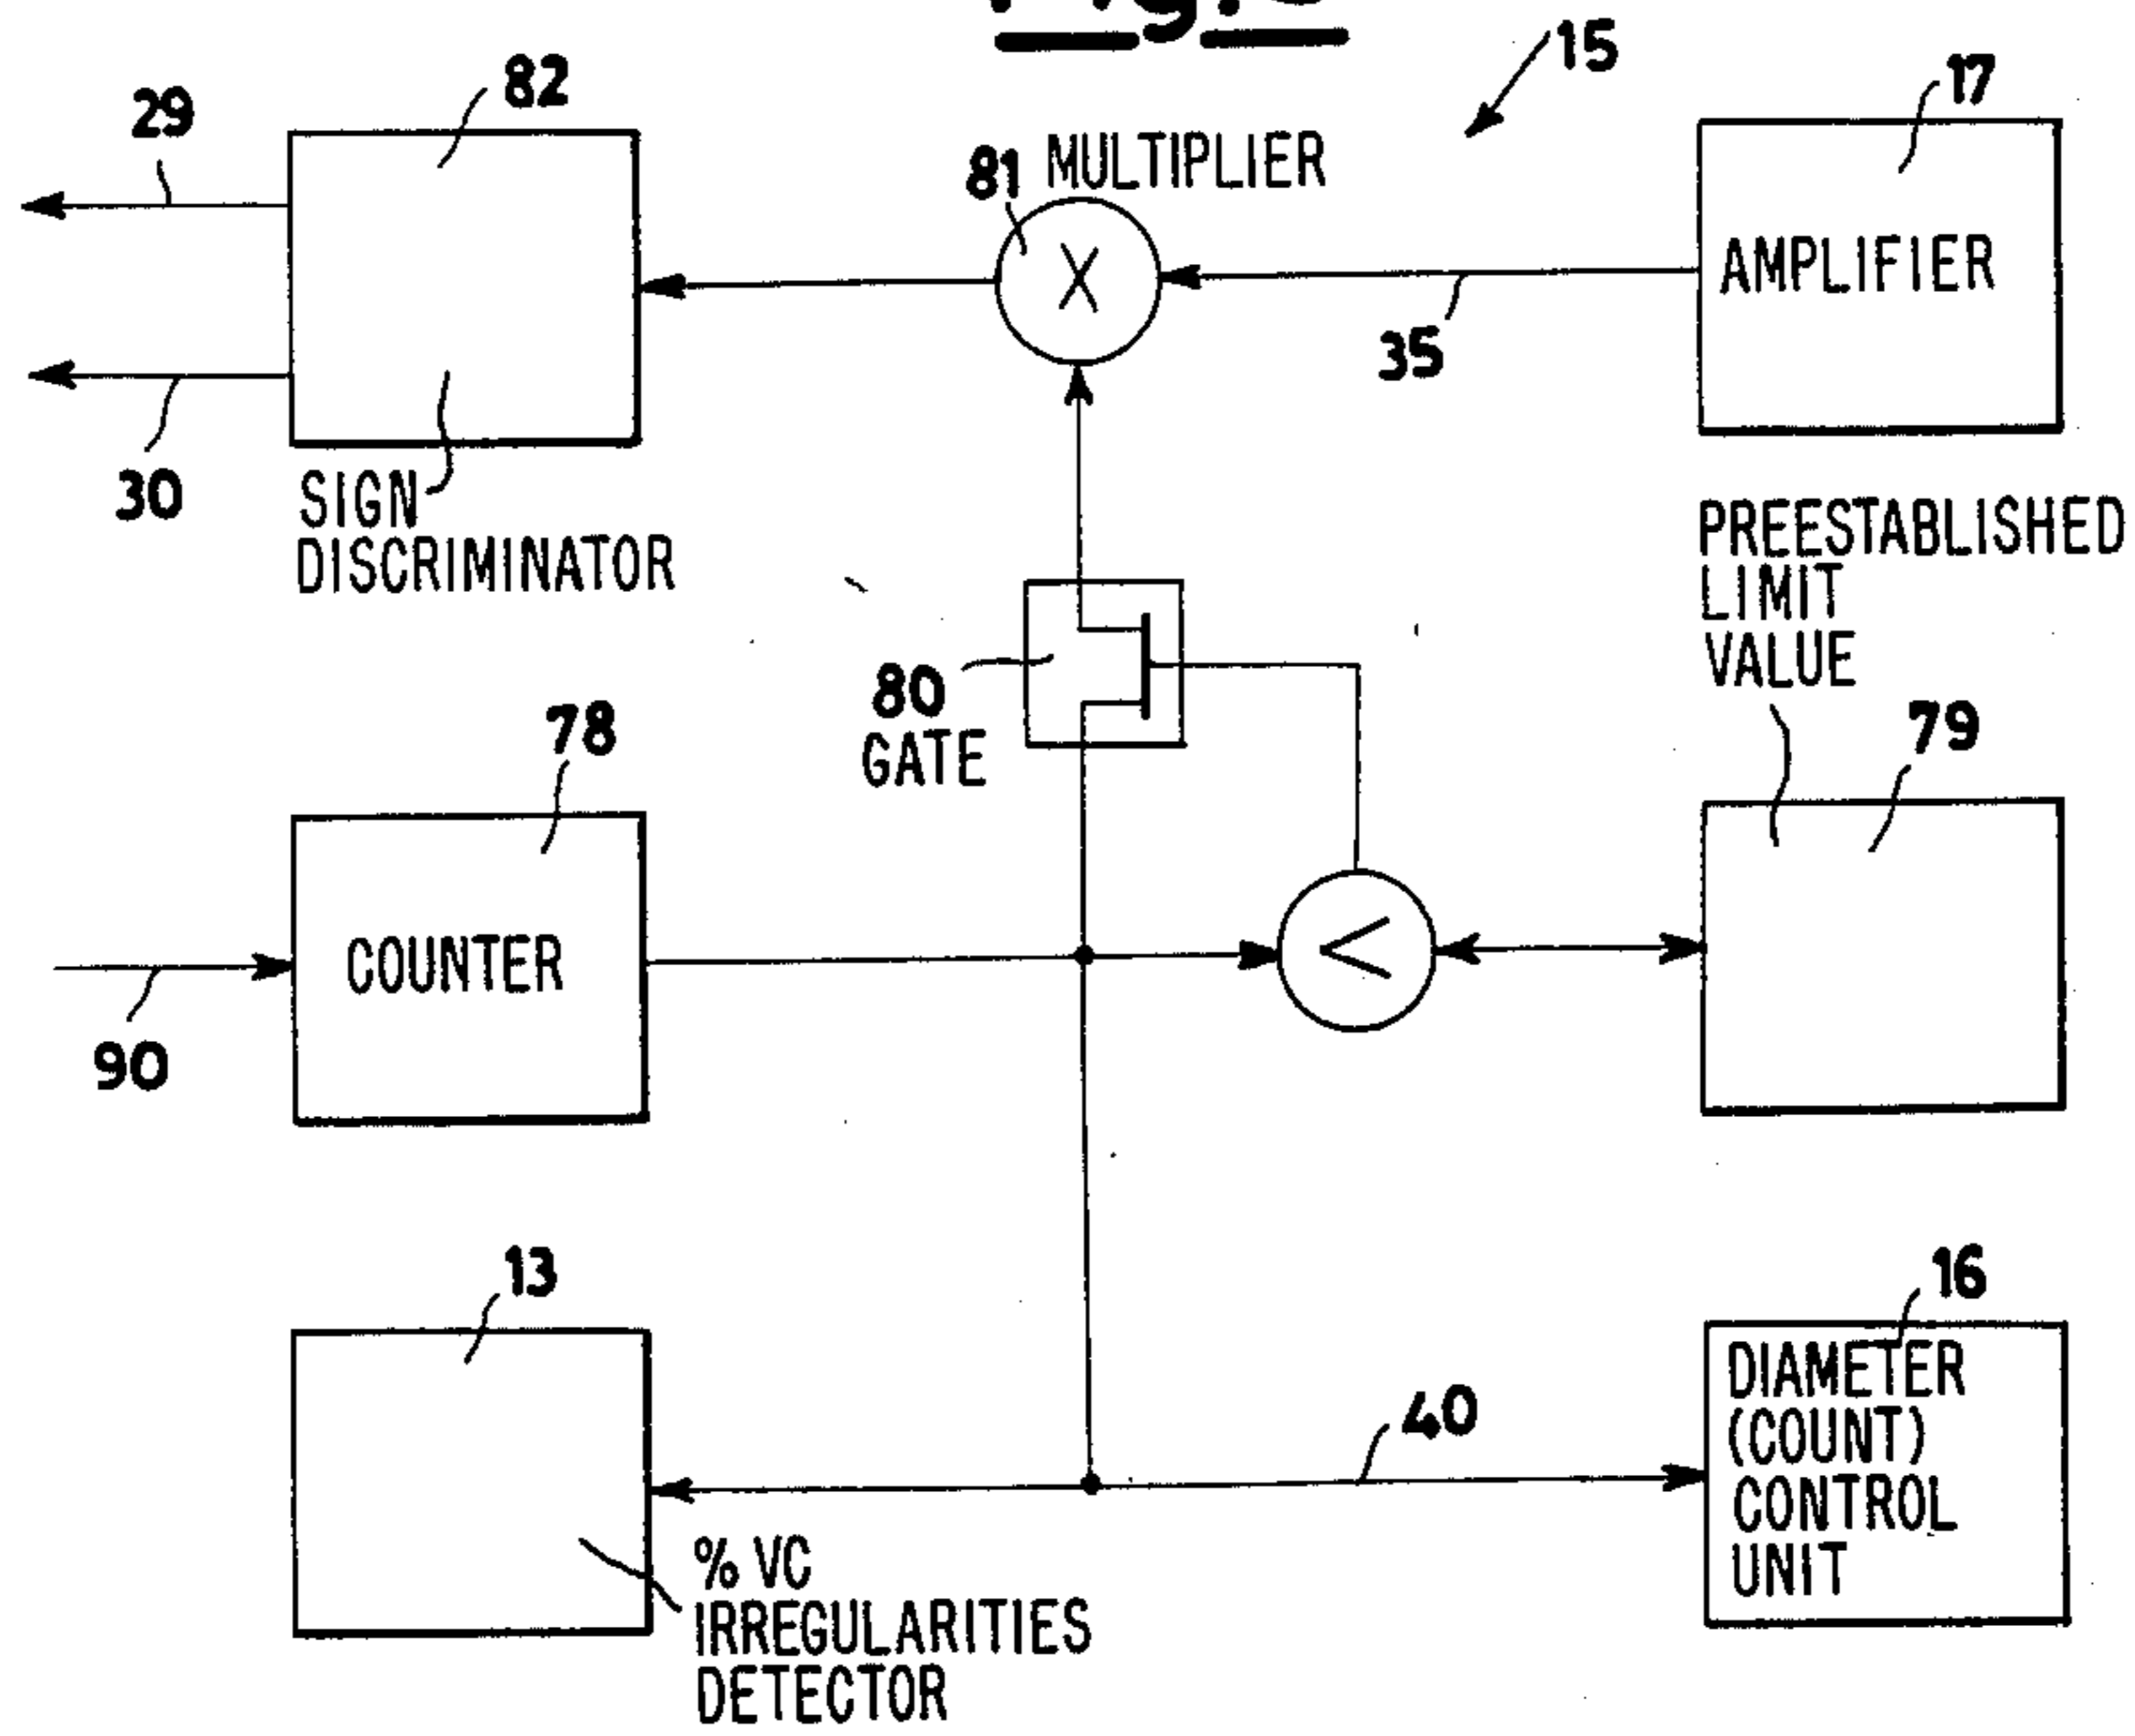 15
17
82
29
81 MULTIPLIER
X
AMPLIFIER
35
30
SIGN
DISCRIMINATOR
PREESTABLISHED
LIMIT
VALUE
80
GATE
78
79
COUNTER
<
90
13
16
DIAMETER
(COUNT)
CONTROL
UNIT
40
% VC
IRREGULARITIES
DETECTOR